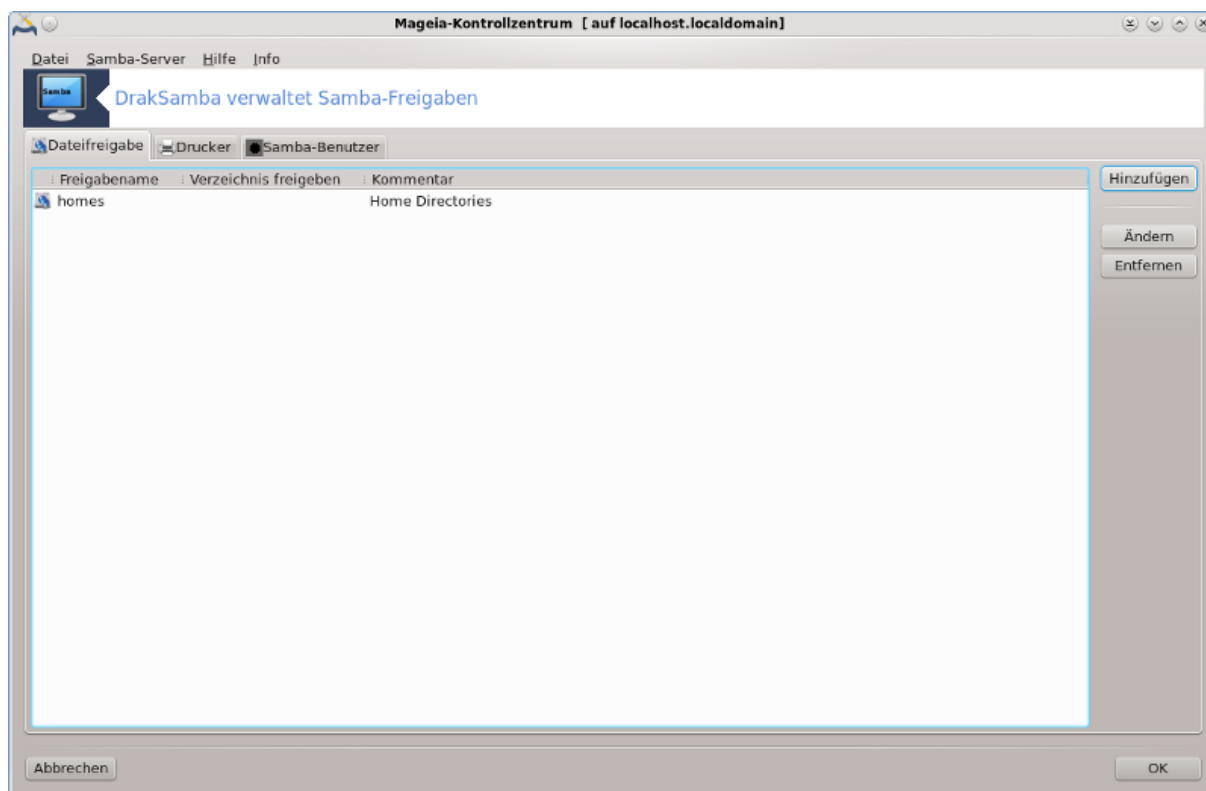 Mageia-Kontrollzentrum [ auf localhost.localdomain]
Datei Samba-Server Hilfe Info
Samba
DrakSamba verwaltet Samba-Freigaben
Dateifreigabe Drucker Samba-Benutzer
Freigabename Verzeichnis freigeben Kommentar
homes Home Directories
Hinzufügen
Ändern
Entfernen
Abbrechen OK